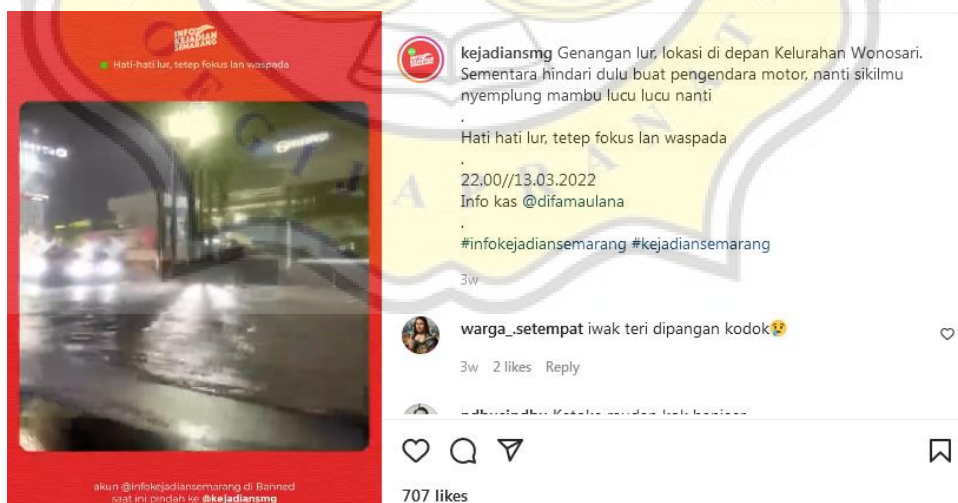 INFO
KEJADIAN
SEMARANG
Hati-hati lur, tetep fokus lan waspada
akun @infokejadiansemarang di Banned
saat ini pindah ke @kejadiansmg
kejadiansmg Genangan lur, lokasi di depan Kelurahan Wonosari.
Sementara hindari dulu buat pengendara motor, nanti sikilmu
nyemplung mambu lucu lucu nanti
.
Hati hati lur, tetep fokus lan waspada
.
22.00//13.03.2022
Info kas @difamaulana
.
#infokejadiansemarang #kejadiansemarang
3w
warga_.setempat iwak teri dipangan kodok😢
3w 2 likes Reply
707 likes